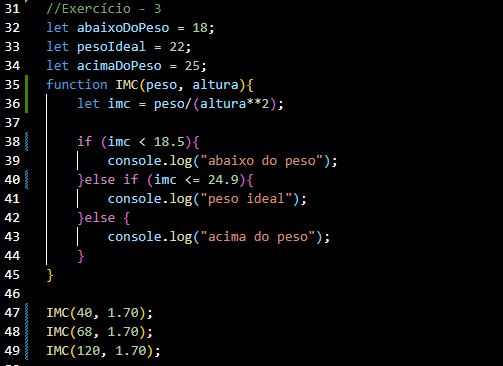 31 //Exercício - 3
32 let abaixoDoPeso = 18;
33 let pesoIdeal = 22;
34 let acimaDoPeso = 25;
35 function IMC(peso, altura){
36     let imc = peso/(altura**2);
37
38     if (imc < 18.5){
39         console.log("abaixo do peso");
40     }else if (imc <= 24.9){
41         console.log("peso ideal");
42     }else {
43         console.log("acima do peso");
44     }
45 }
46
47 IMC(40, 1.70);
48 IMC(68, 1.70);
49 IMC(120, 1.70);